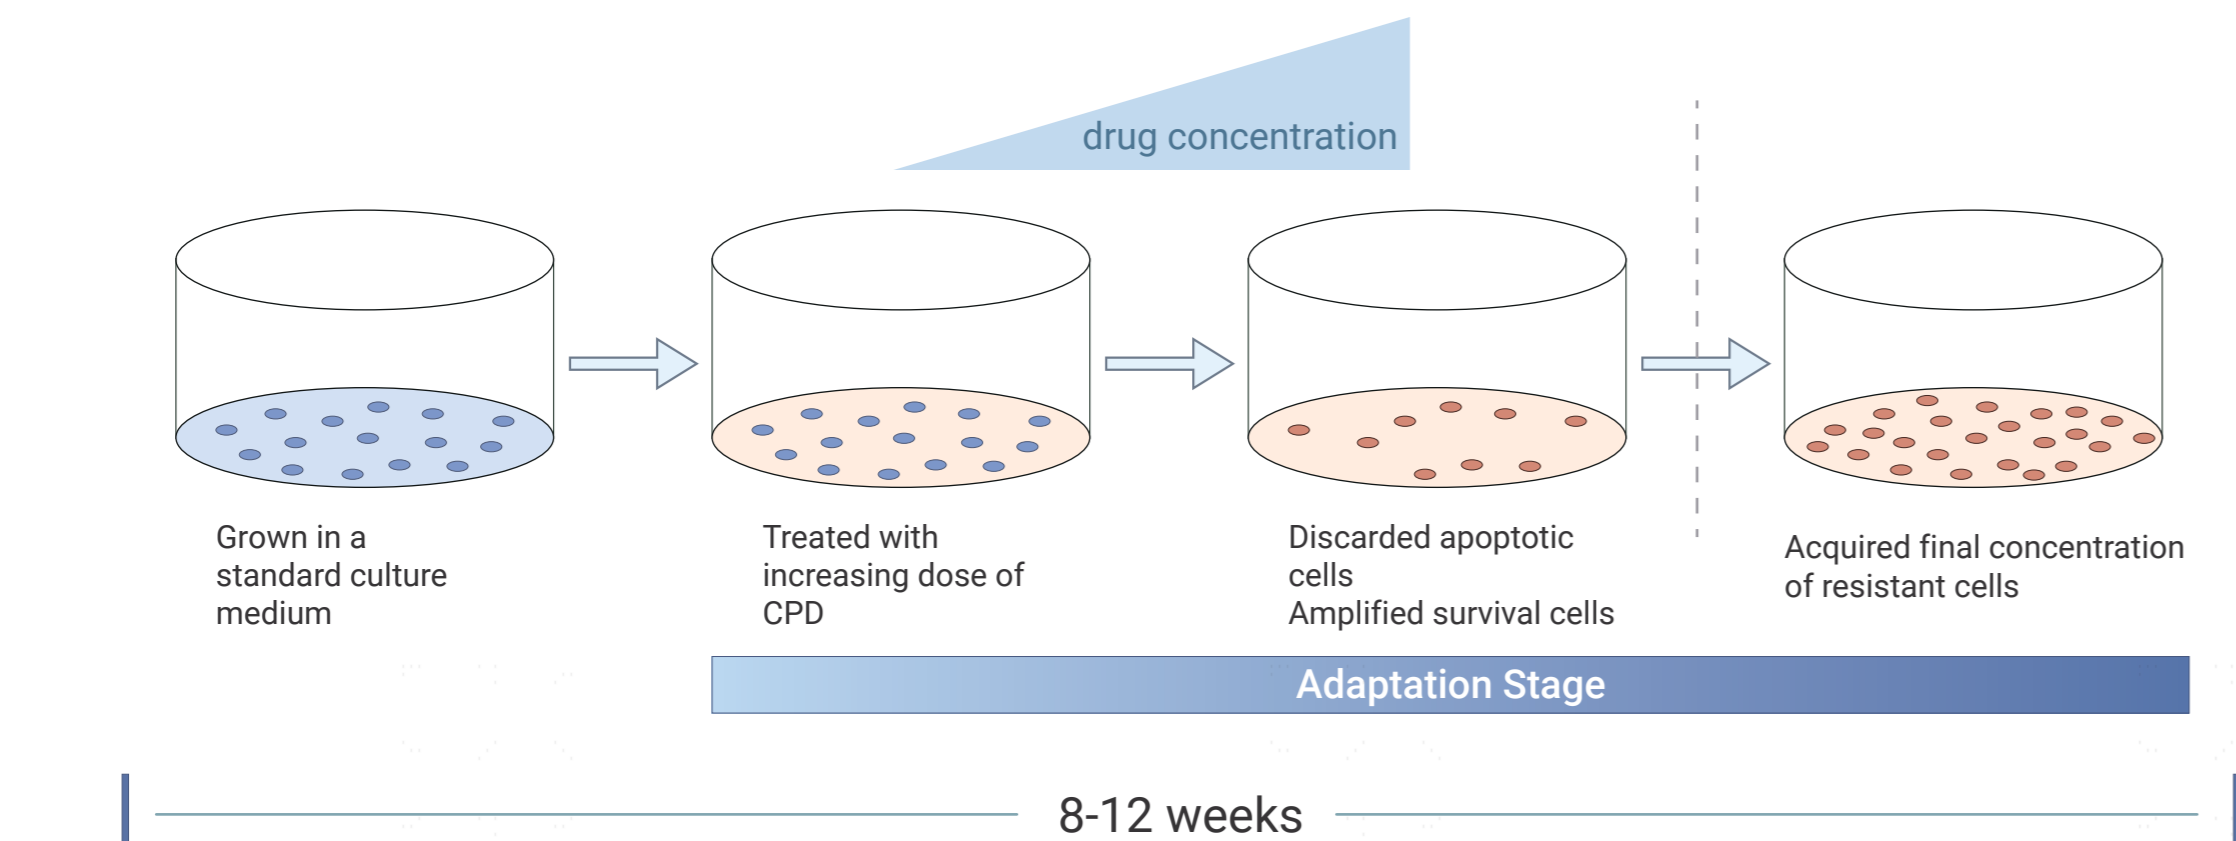 drug concentration
Grown in a
standard culture
medium
Treated with
increasing dose of
CPD
Discarded apoptotic
cells
Amplified survival cells
Acquired final concentration
of resistant cells
Adaptation Stage
8-12 weeks